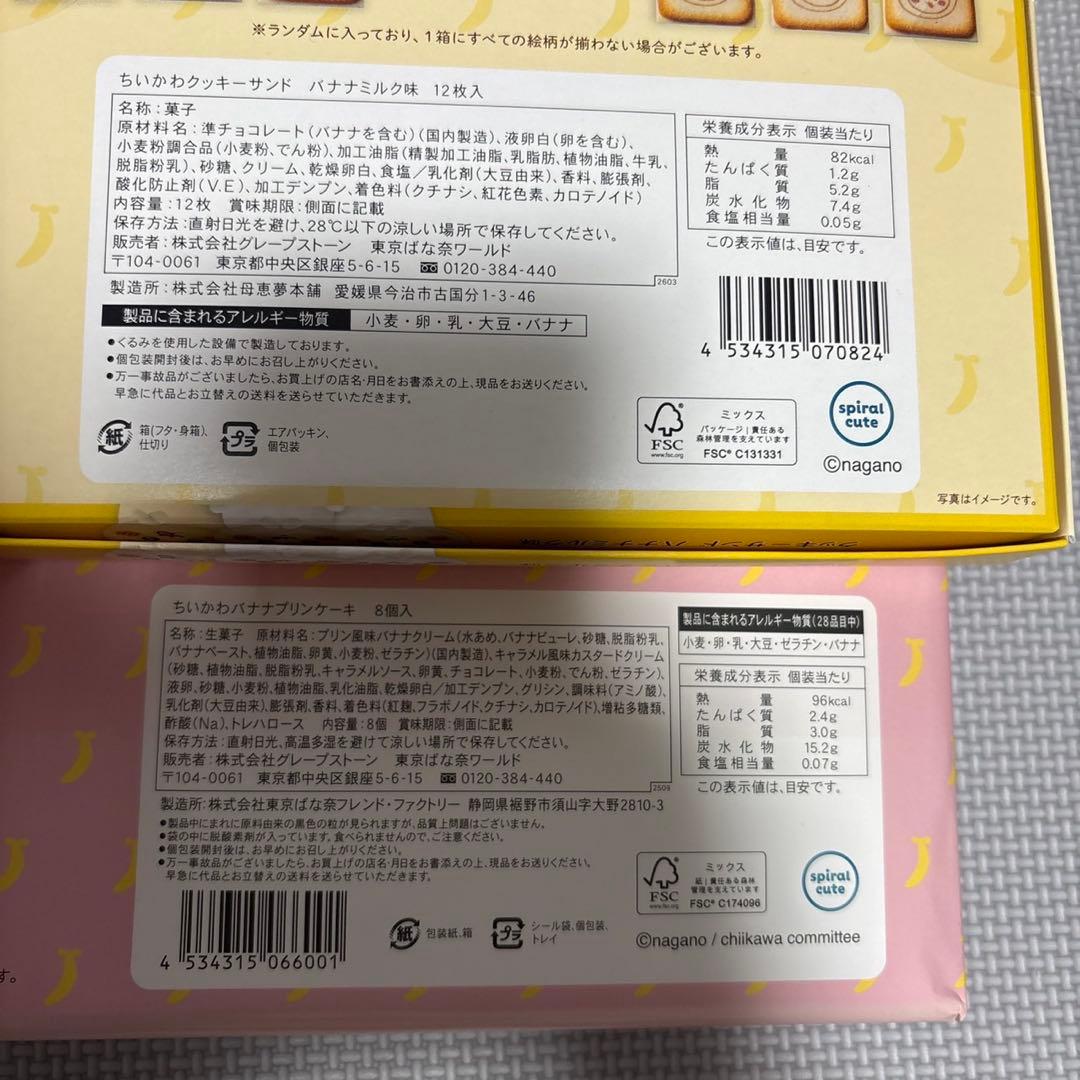 ※ランダムに入っており、1箱にすべての絵柄が揃わない場合がございます。
ちいかわクッキーサンド バナナミルク味 12枚入
名称:菓子
原材料名:準チョコレート(バナナを含む)(国内製造)、液卵白(卵を含む)、
小麦粉調合品(小麦粉、でん粉)、加工油脂(精製加工油脂、乳脂肪、植物油脂、牛乳、
脱脂粉乳)、砂糖、クリーム、乾燥卵白、食塩/乳化剤(大豆由来)、香料、膨張剤、
酸化防止剤(V.E)、加工デンプン、着色料(クチナシ、紅花色素、カロテノイド)
内容量:12枚 賞味期限:側面に記載
保存方法:直射日光を避け、28℃以下の涼しい場所で保存してください。
販売者:株式会社グレープストーン 東京ばな奈ワールド
〒104-0061 東京都中央区銀座5-6-15 0120-384-440
2603
製造所:株式会社母恵夢本舗 愛媛県今治市古国分1-3-46
製品に含まれるアレルギー物質 小麦・卵・乳・大豆・バナナ
●くるみを使用した設備で製造しております。
●個包装開封後は、お早めにお召し上がりください。
●万一事故品がございましたら、お買上げの店名・月日をお書添えの上、現品をお送りください。
早急に代品とお立替えの送料を送らせていただきます。
紙 箱(フタ・身箱)、
仕切り
プラ エアパッキン、
個包装
栄養成分表示 個装当たり
熱量 82kcal
たんぱく質 1.2g
脂質 5.2g
炭水化物 7.4g
食塩相当量 0.05g
この表示値は、目安です。
4 534315 070824
FSC
www.fsc.org
ミックス
パッケージ|責任ある
森林管理を支えています
FSC® C131331
spiral
cute
©nagano
写真はイメージです。
クッキーサンド バナナミルク味
ちいかわバナナプリンケーキ 8個入
名称:生菓子 原材料名:プリン風味バナナクリーム(水あめ、バナナピューレ、砂糖、脱脂粉乳、
バナナペースト、植物油脂、卵黄、小麦粉、ゼラチン)(国内製造)、キャラメル風味カスタードクリーム
(砂糖、植物油脂、脱脂粉乳、キャラメルソース、卵黄、チョコレート、小麦粉、でん粉、ゼラチン)、
液卵、砂糖、小麦粉、植物油脂、乳化油脂、乾燥卵白/加工デンプン、グリシン、調味料(アミノ酸)、
乳化剤(大豆由来)、膨張剤、香料、着色料(紅麹、フラボノイド、クチナシ、カロテノイド)、増粘多糖類、
酢酸(Na)、トレハロース 内容量:8個 賞味期限:側面に記載
保存方法:直射日光、高温多湿を避けて涼しい場所で保存してください。
販売者:株式会社グレープストーン 東京ばな奈ワールド
〒104-0061 東京都中央区銀座5-6-15 0120-384-440
2509
製造所:株式会社東京ばな奈フレンド・ファクトリー 静岡県裾野市須山字大野2810-3
●製品中にまれに原料由来の黒色の粒が見られますが、品質上問題はございません。
●袋の中に脱酸素剤が入っています。食べられませんので、ご注意ください。
●個包装開封後は、お早めにお召し上がりください。
●万一事故品がございましたら、お買上げの店名・月日をお書添えの上、現品をお送りください。
早急に代品とお立替えの送料を送らせていただきます。
製品に含まれるアレルギー物質(28品目中)
小麦・卵・乳・大豆・ゼラチン・バナナ
栄養成分表示 個装当たり
熱量 96kcal
たんぱく質 2.4g
脂質 3.0g
炭水化物 15.2g
食塩相当量 0.07g
この表示値は、目安です。
4 534315 066001
紙 包装紙、箱
プラ シール袋、個包装、
トレイ
FSC
www.fsc.org
ミックス
紙|責任ある森林
管理を支えています
FSC® C174096
spiral
cute
©nagano / chiikawa committee
す。